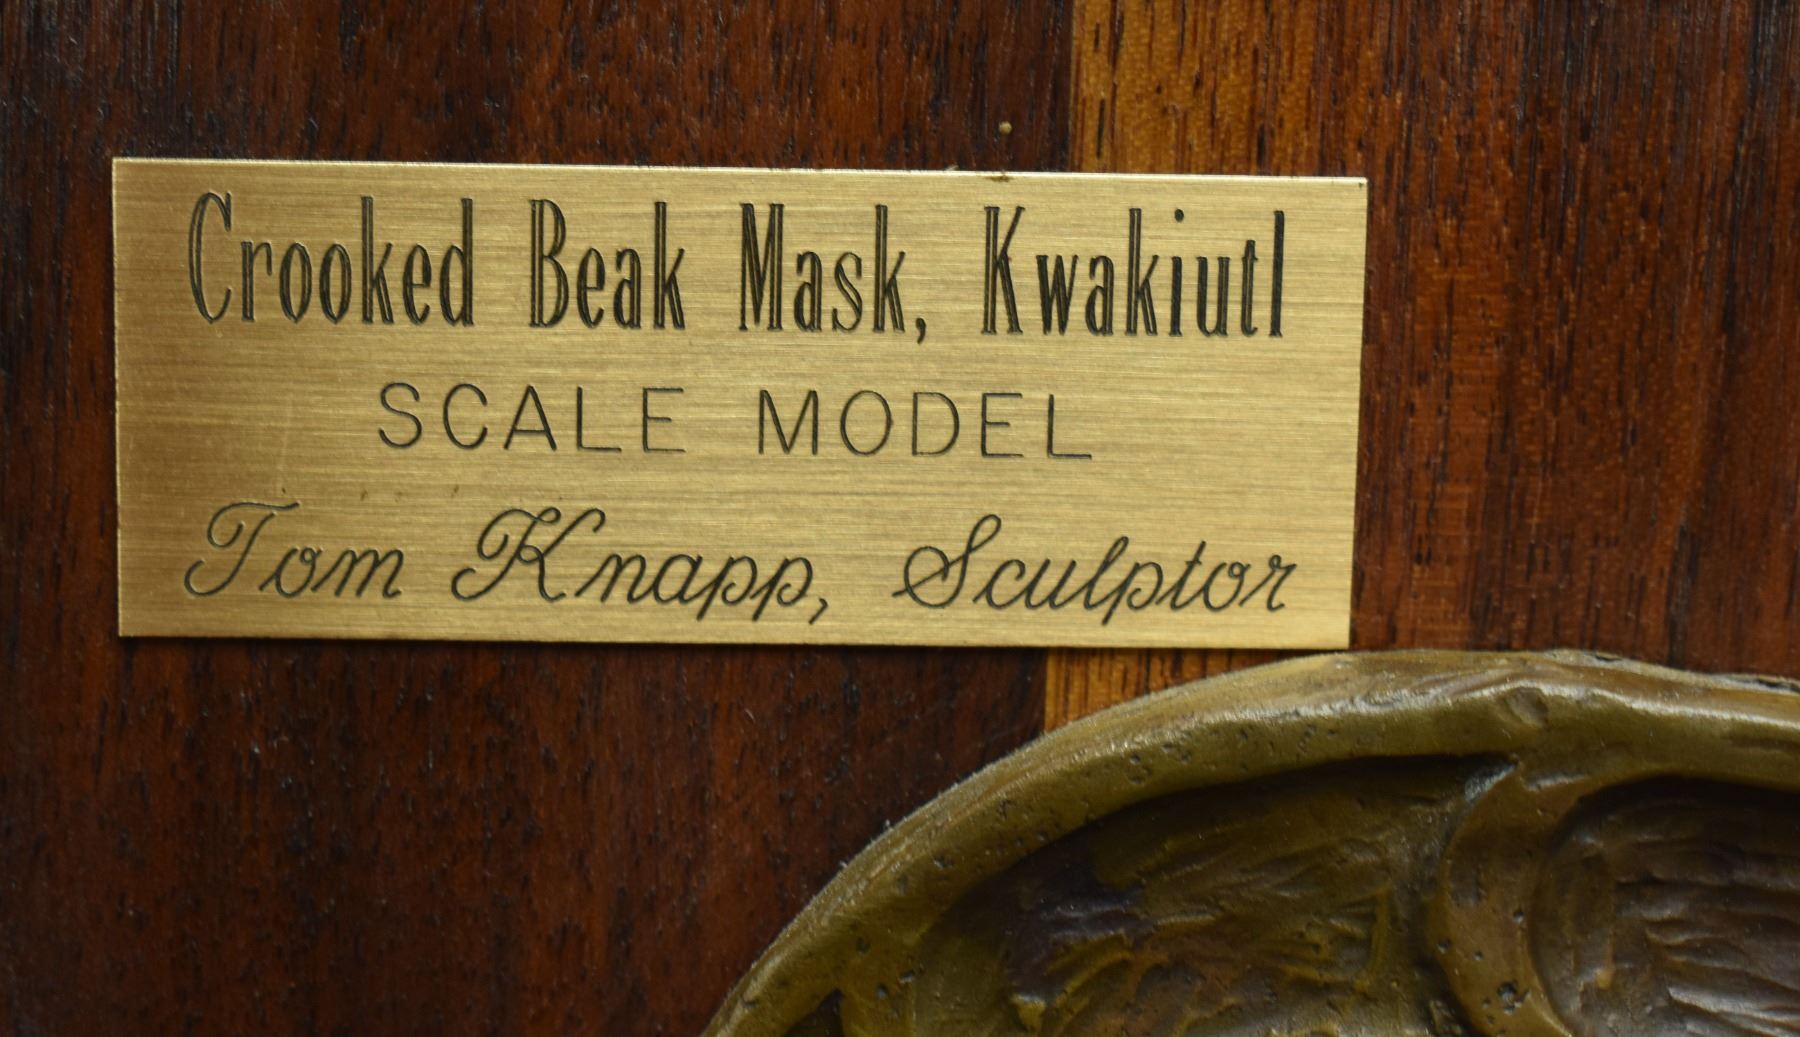 Crooked Beak Mask, Kwakiutl
SCALE MODEL
Tom Knapp, Sculptor